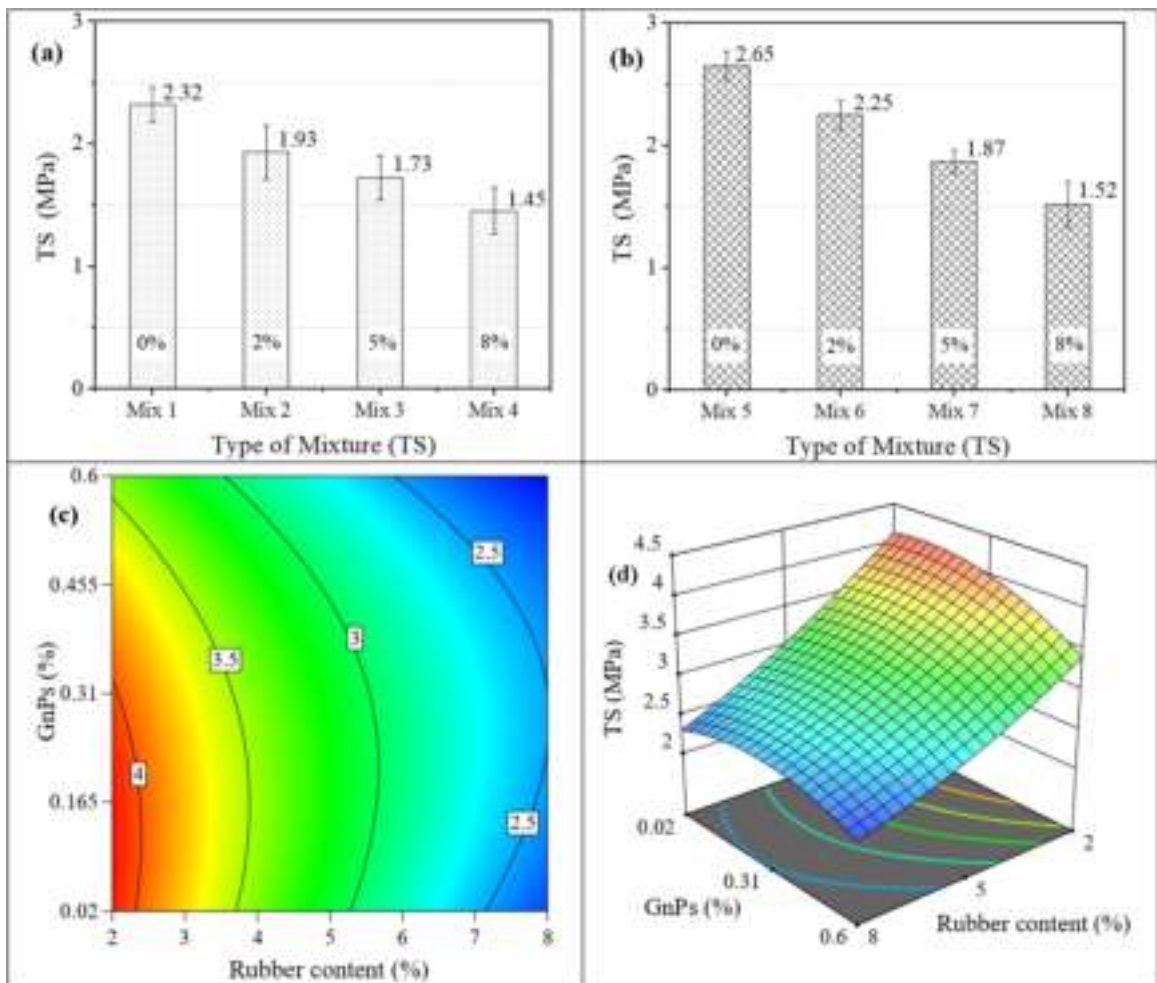 (a)
3
2
1
0
TS (MPa)
2.32
1.93
1.73
1.45
0%
2%
5%
8%
Mix 1
Mix 2
Mix 3
Mix 4
Type of Mixture (TS)
(b)
3
2
1
0
TS (MPa)
2.65
2.25
1.87
1.52
0%
2%
5%
8%
Mix 5
Mix 6
Mix 7
Mix 8
Type of Mixture (TS)
(c)
0.6
0.455
0.31
0.165
0.02
GnPs (%)
4
3.5
3
2.5
2.5
2
3
4
5
6
7
8
Rubber content (%)
(d)
4.5
4
3.5
3
2.5
2
TS (MPa)
0.02
0.31
0.6
GnPs (%)
8
5
2
Rubber content (%)